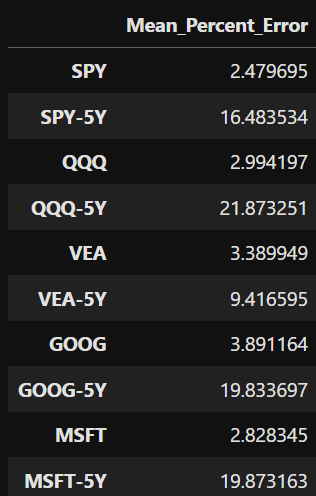 Mean_Percent_Error
SPY 2.479695
SPY-5Y 16.483534
QQQ 2.994197
QQQ-5Y 21.873251
VEA 3.389949
VEA-5Y 9.416595
GOOG 3.891164
GOOG-5Y 19.833697
MSFT 2.828345
MSFT-5Y 19.873163